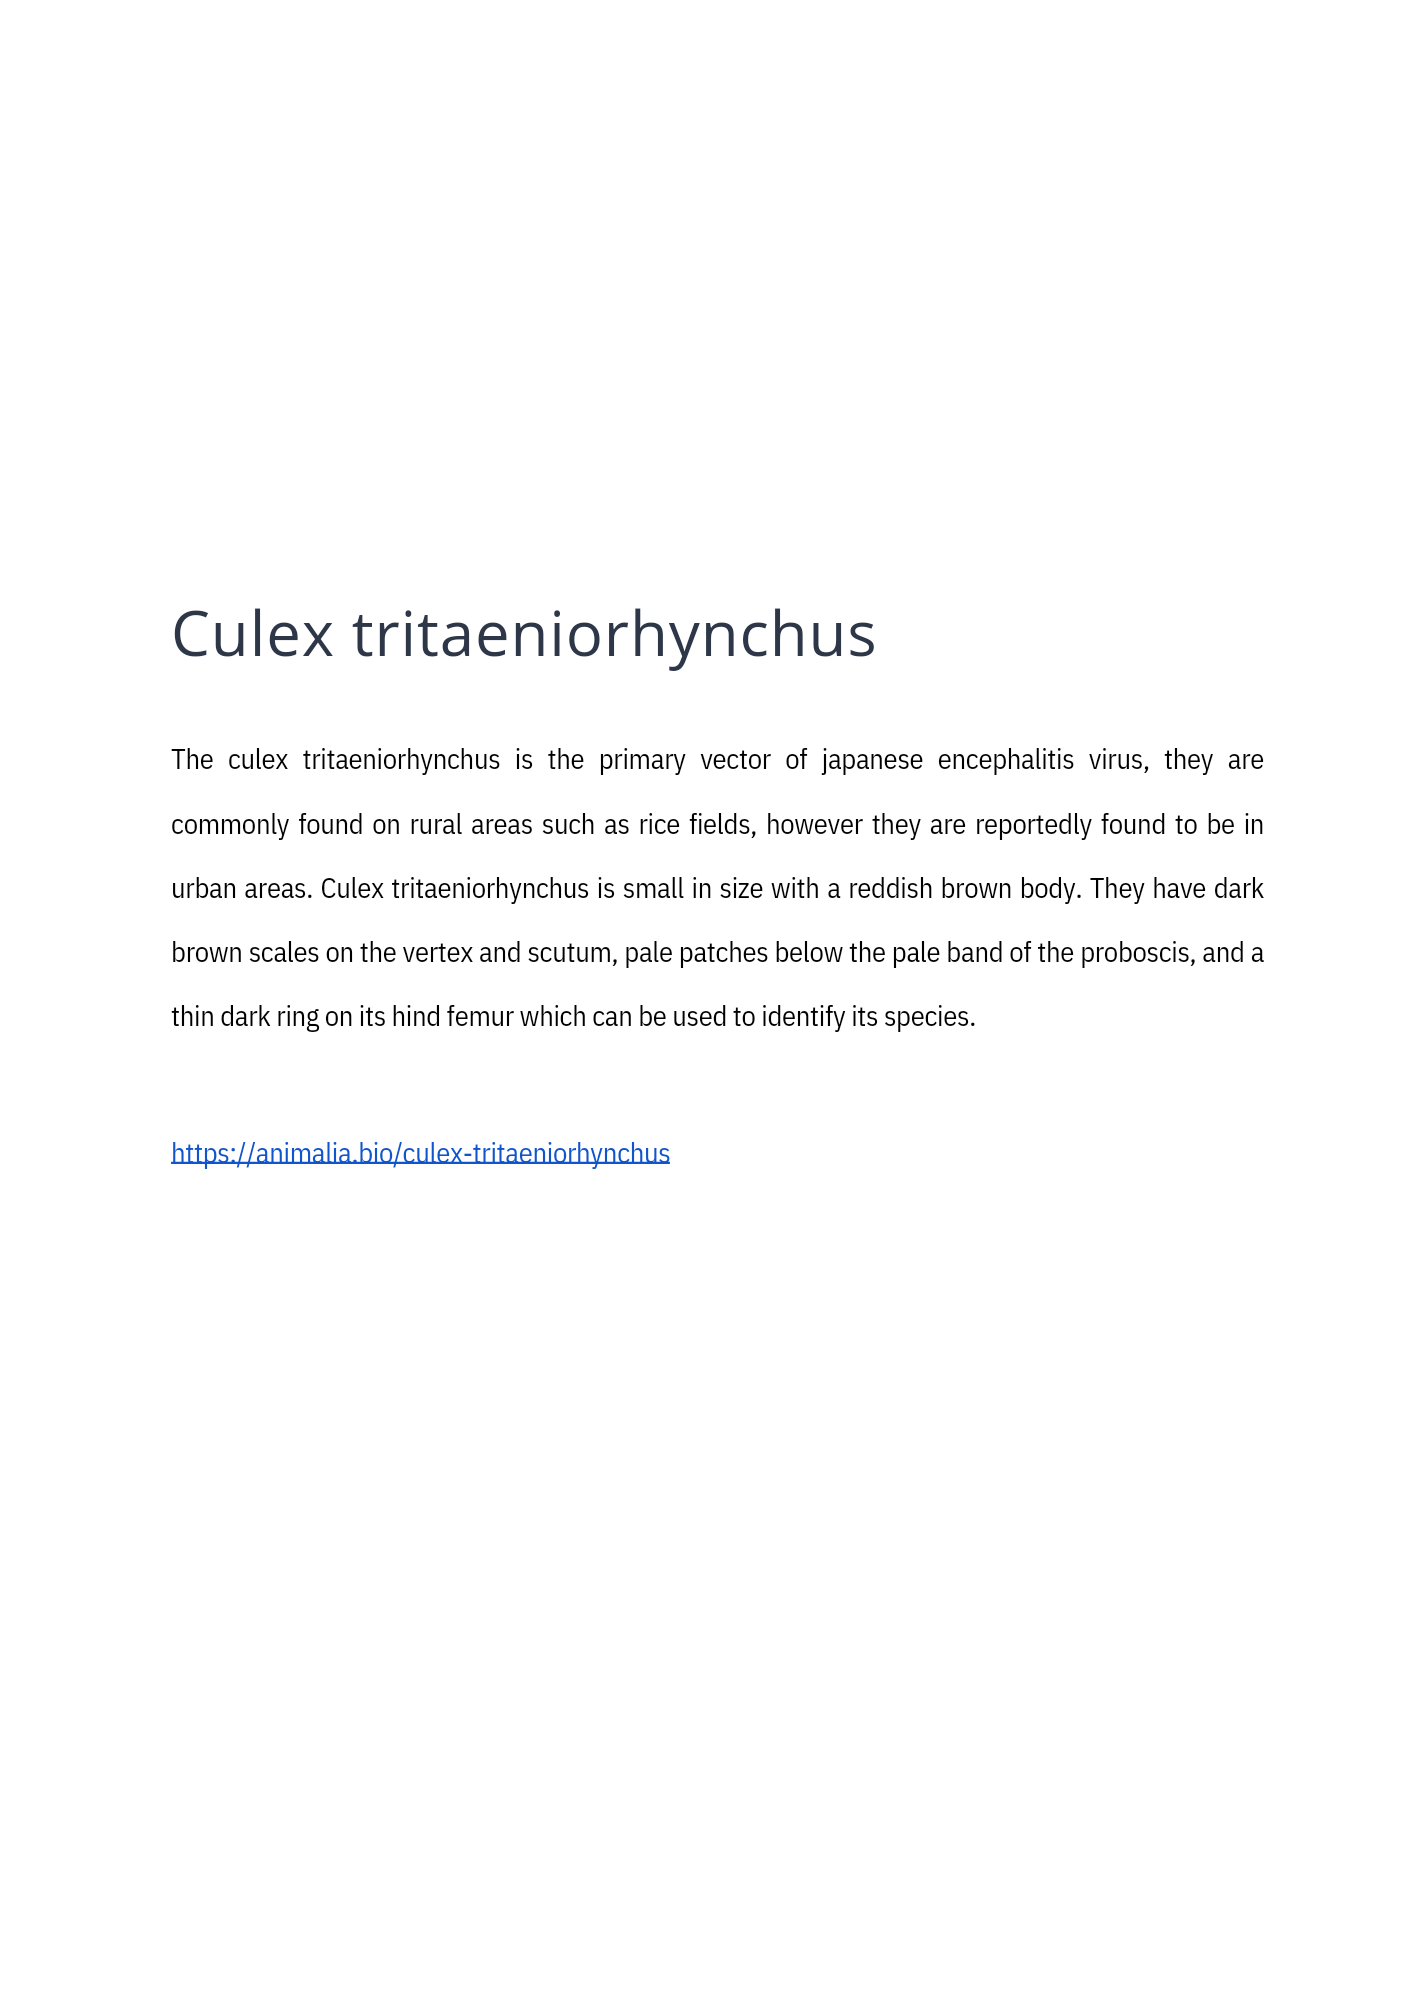 Culex tritaeniorhynchus
The culex tritaeniorhynchus is the primary vector of japanese encephalitis virus, they are
commonly found on rural areas such as rice fields, however they are reportedly found to be in
urban areas. Culex tritaeniorhynchus is small in size with a reddish brown body. They have dark
brown scales on the vertex and scutum, pale patches below the pale band of the proboscis, and a
thin dark ring on its hind femur which can be used to identify its species.
https://animalia.bio/culex-tritaeniorhynchus